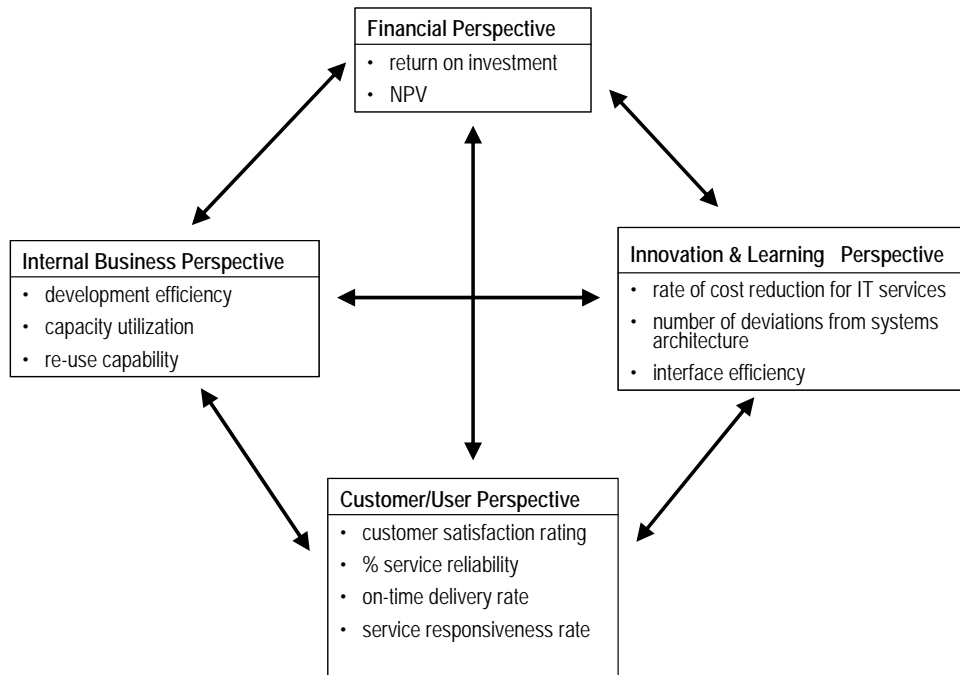 Financial Perspective
• return on investment
• NPV
Internal Business Perspective
• development efficiency
• capacity utilization
• re-use capability
Innovation & Learning Perspective
• rate of cost reduction for IT services
• number of deviations from systems
architecture
• interface efficiency
Customer/User Perspective
• customer satisfaction rating
• % service reliability
• on-time delivery rate
• service responsiveness rate